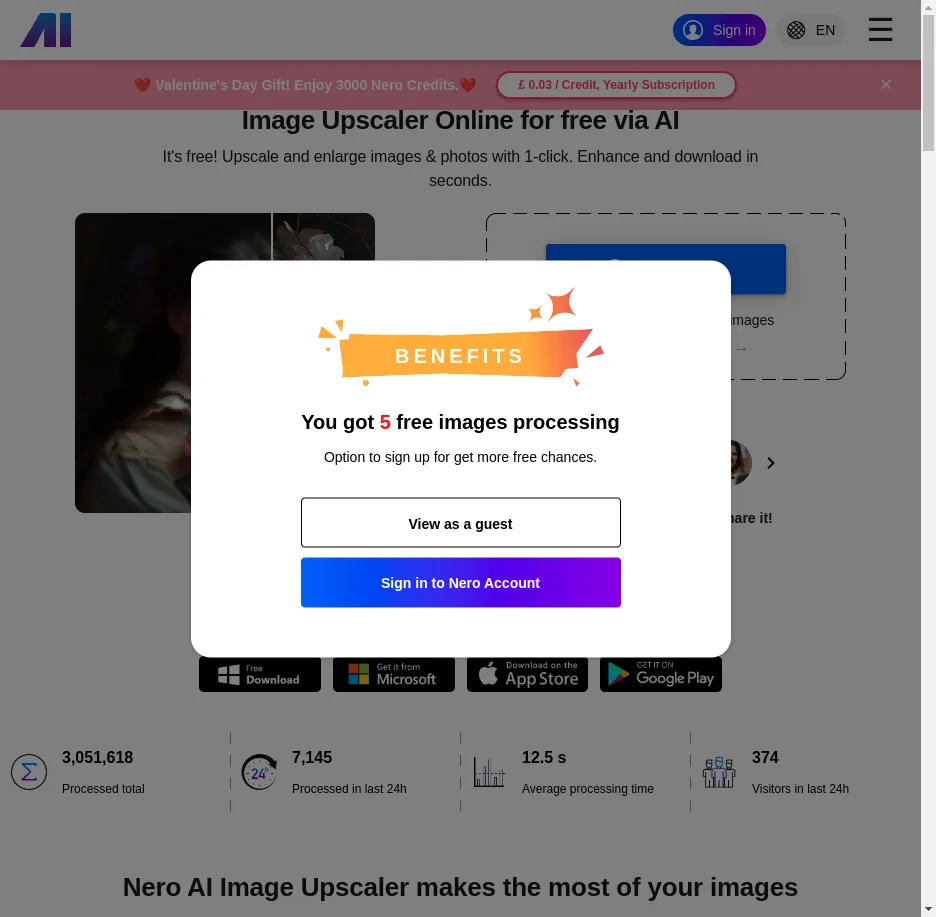 AI
Sign in
EN
❤️ Valentine's Day Gift! Enjoy 3000 Nero Credits.❤️
£ 0.03 / Credit, Yearly Subscription
Image Upscaler Online for free via AI
It's free! Upscale and enlarge images & photos with 1-click. Enhance and download in
seconds.
images
→
BENEFITS
You got 5 free images processing
Option to sign up for get more free chances.
View as a guest
Sign in to Nero Account
hare it!
Free
Download
Get it from
Microsoft
Download on the
App Store
GET IT ON
Google Play
3,051,618
Processed total
24h
7,145
Processed in last 24h
12.5 s
Average processing time
374
Visitors in last 24h
Nero AI Image Upscaler makes the most of your images